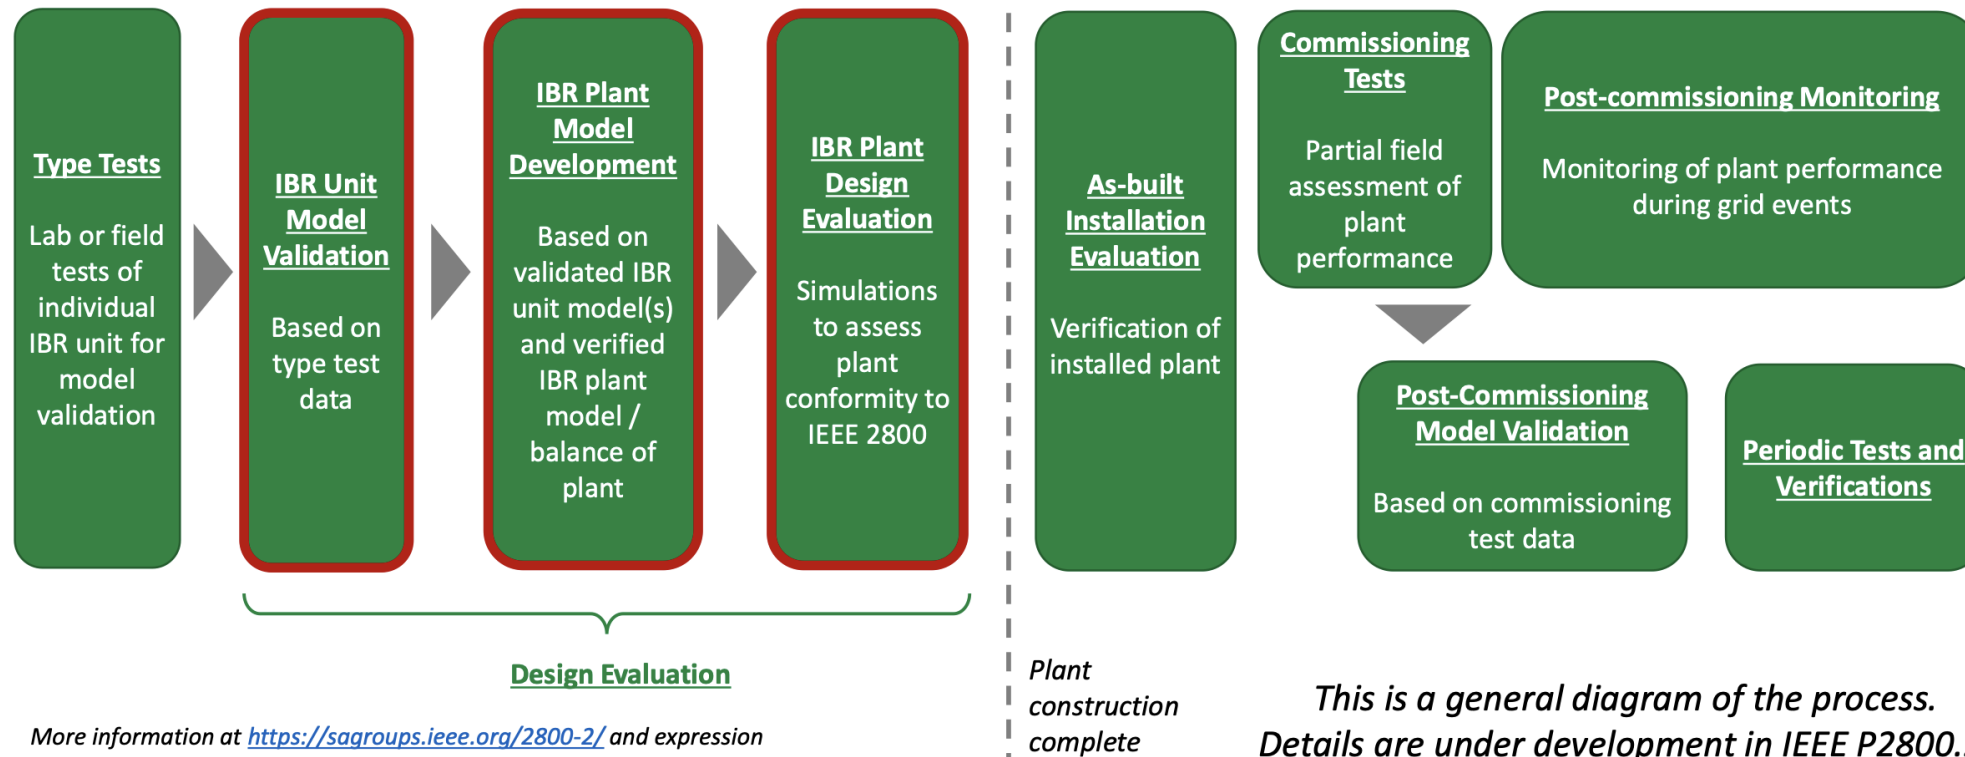 Type Tests
Lab or field
tests of
individual
IBR unit for
model
validation
IBR Unit
Model
Validation
Based on
type test
data
IBR Plant
Model
Development
Based on
validated IBR
unit model(s)
and verified
IBR plant
model /
balance of
plant
IBR Plant
Design
Evaluation
Simulations
to assess
plant
conformity to
IEEE 2800
Design Evaluation
As-built
Installation
Evaluation
Verification of
installed plant
Commissioning
Tests
Partial field
assessment of
plant
performance
Post-commissioning Monitoring
Monitoring of plant performance
during grid events
Post-Commissioning
Model Validation
Based on commissioning
test data
Periodic Tests and
Verifications
Plant
construction
complete
This is a general diagram of the process.
Details are under development in IEEE P2800.
More information at https://sagroups.ieee.org/2800-2/ and expression